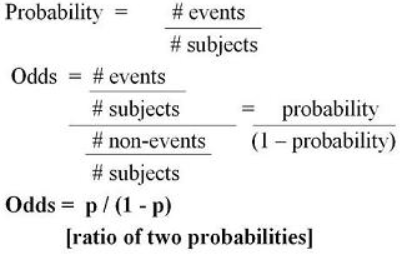 Probability = # events
# subjects
Odds = # events
# subjects = probability
# non-events (1 – probability)
# subjects
Odds = p / (1 - p)
[ratio of two probabilities]